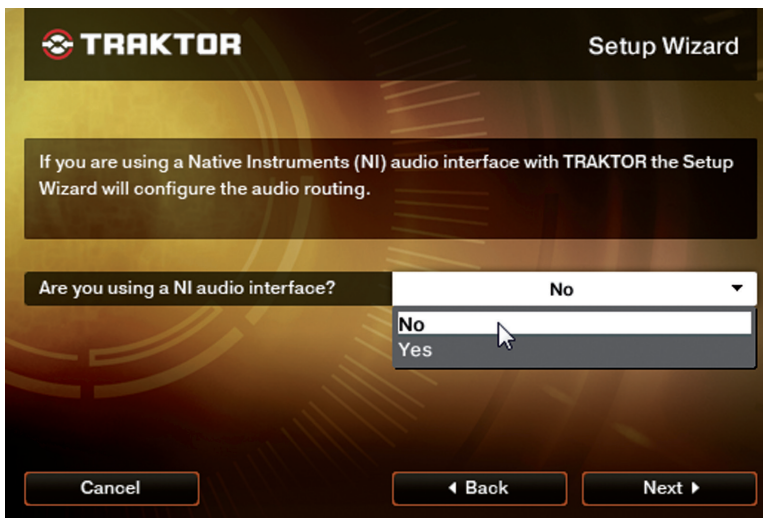 TRAKTOR
Setup Wizard
If you are using a Native Instruments (NI) audio interface with TRAKTOR the Setup
Wizard will configure the audio routing.
Are you using a NI audio interface?
No
No
Yes
Cancel
Back
Next